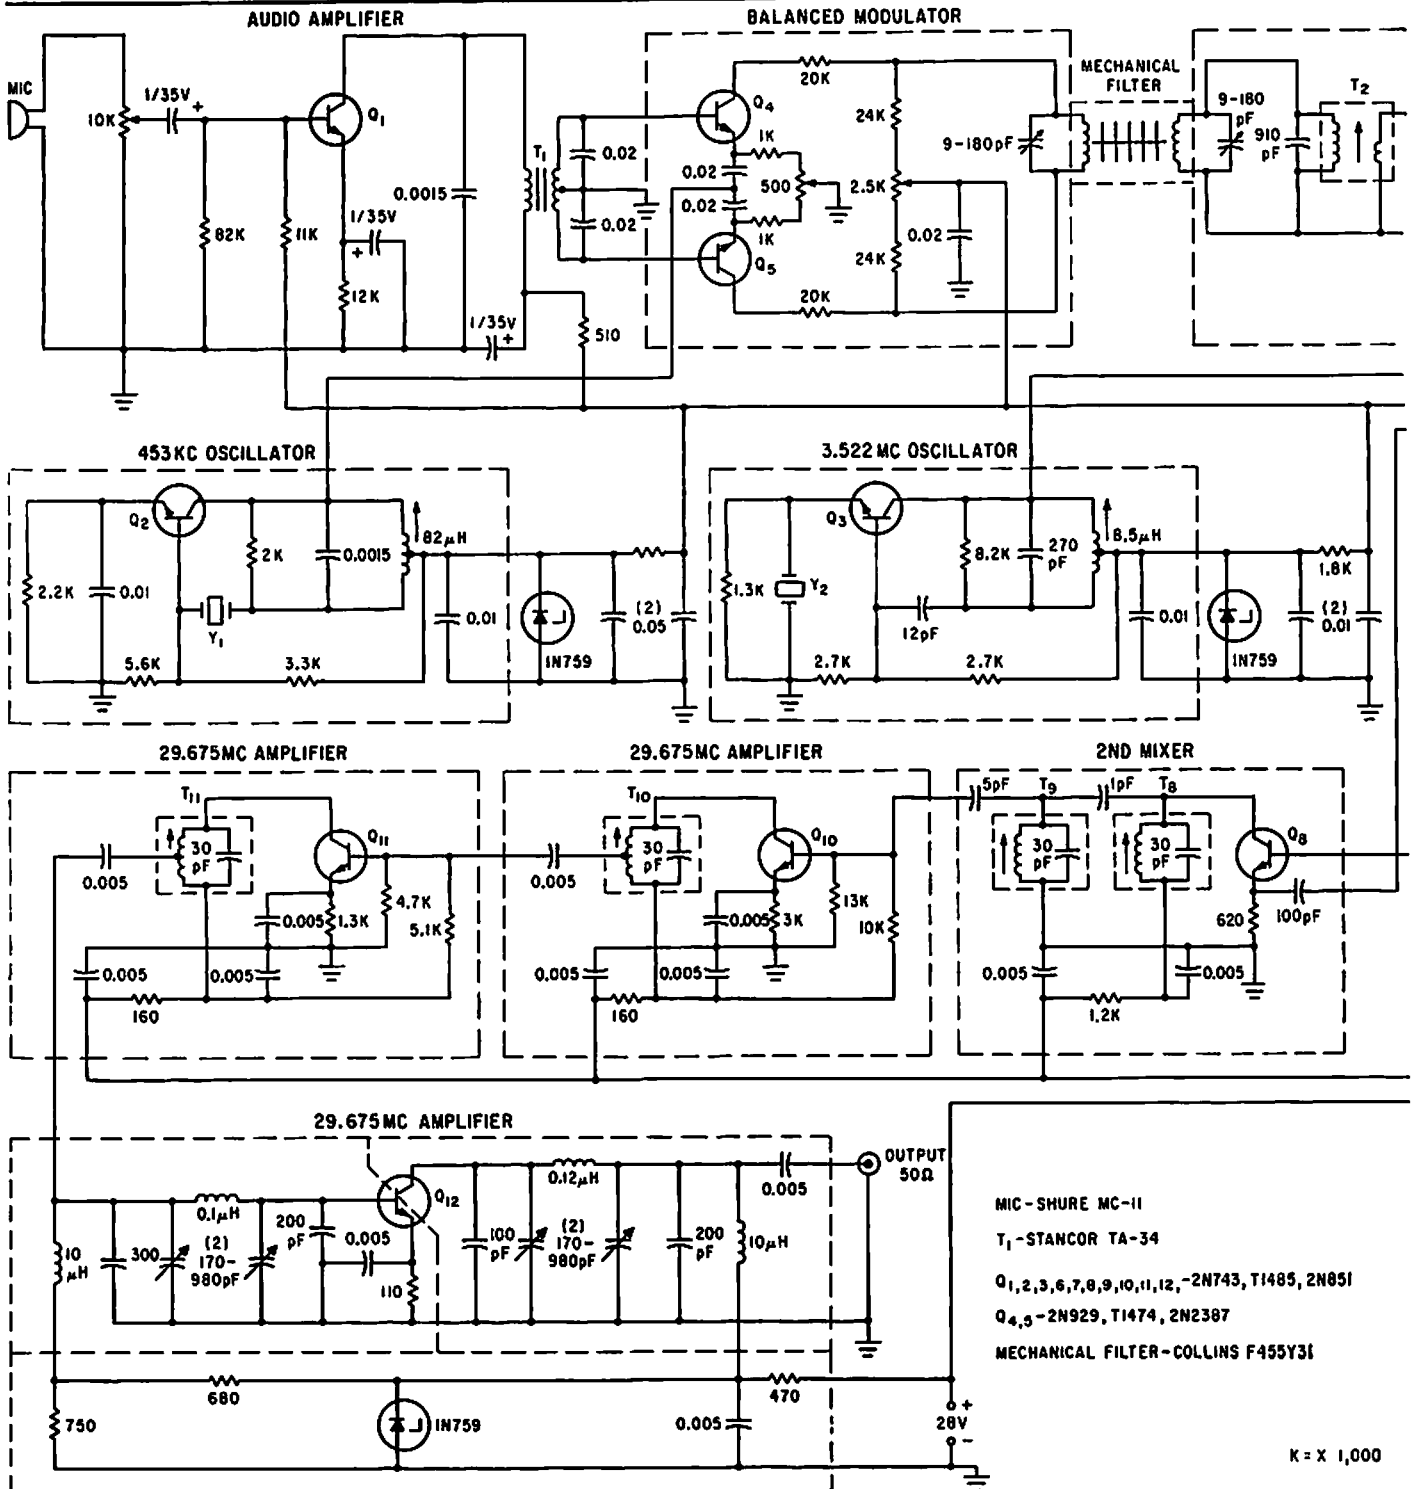 AUDIO AMPLIFIER
BALANCED MODULATOR
MIC
10K
1/35V
+
Q1
82K
11K
1/35V
+
12K
0.0015
1/35V
+
T1
0.02
0.02
510
Q4
20K
1K
0.02
500
0.02
1K
Q5
20K
24K
2.5K
24K
0.02
9-180pF
MECHANICAL
FILTER
9-180
pF
910
pF
T2
453KC OSCILLATOR
Q2
2.2K
0.01
2K
0.0015
82μH
Y1
5.6K
3.3K
0.01
1N759
(2)
0.05
3.522MC OSCILLATOR
Q3
1.3K
Y2
8.2K
270
pF
8.5μH
12pF
2.7K
2.7K
0.01
1N759
1.8K
(2)
0.01
29.675MC AMPLIFIER
T11
30
pF
Q11
0.005
0.005
1.3K
4.7K
5.1K
0.005
0.005
160
29.675MC AMPLIFIER
T10
30
pF
Q10
0.005
0.005
3K
13K
10K
0.005
0.005
160
2ND MIXER
5pF
T9
1pF
T8
30
pF
30
pF
Q8
620
100pF
0.005
0.005
1.2K
29.675MC AMPLIFIER
10
μH
300
0.1μH
(2)
170-
980pF
200
pF
0.005
Q12
110
100
pF
0.12μH
(2)
170-
980pF
200
pF
10μH
0.005
OUTPUT
50Ω
680
750
1N759
470
0.005
+
28V
-
MIC-SHURE MC-11
T1-STANCOR TA-34
Q1,2,3,6,7,8,9,10,11,12,-2N743, T1485, 2N851
Q4,5-2N929, T1474, 2N2387
MECHANICAL FILTER-COLLINS F455Y31
K = X 1,000